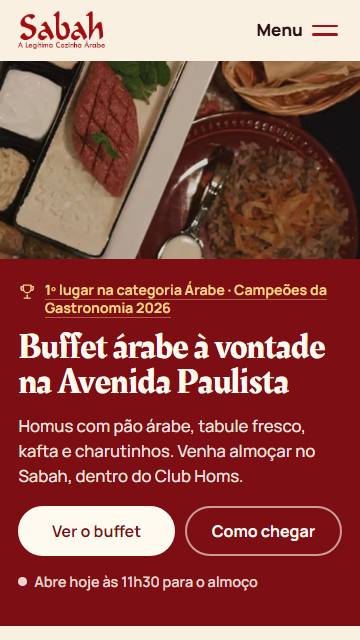 Sabah
A Legítima Cozinha Árabe
Menu
1º lugar na categoria Árabe · Campeões da
Gastronomia 2026
Buffet árabe à vontade
na Avenida Paulista
Homus com pão árabe, tabule fresco,
kafta e charutinhos. Venha almoçar no
Sabah, dentro do Club Homs.
Ver o buffet
Como chegar
Abre hoje às 11h30 para o almoço